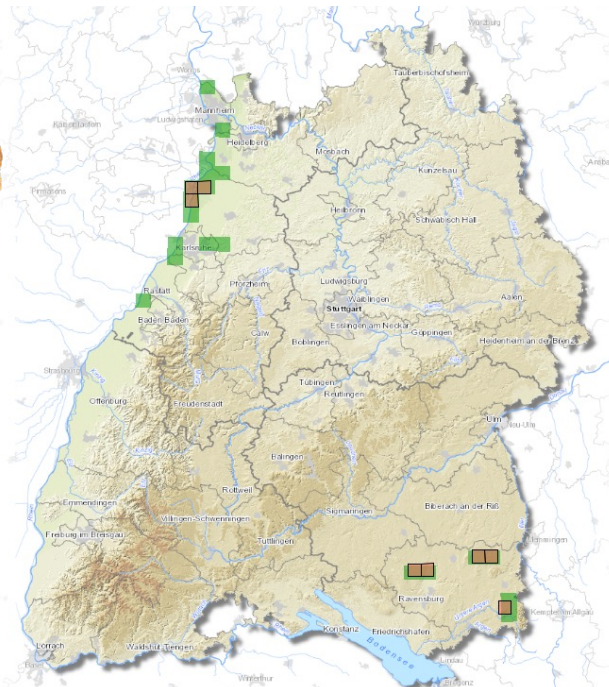 Würzburg
Tauberbischofsheim
Worms
Mannheim
Ludwigshafen
Heidelberg
Mosbach
Künzelsau
Pirmasens
Heilbronn
Schwäbisch Hall
Karlsruhe
Ludwigsburg
Pforzheim
Waiblingen
Rastatt
Stuttgart
Aalen
Baden-Baden
Esslingen am Neckar
Calw
Göppingen
Böblingen
Heidenheim an der Brenz
Strasbourg
Tübingen
Reutlingen
Offenburg
Freudenstadt
Ulm
Neu-Ulm
Balingen
Rottweil
Biberach an der Riß
Emmendingen
Sigmaringen
Villingen-Schwenningen
Freiburg im Breisgau
Tuttlingen
Memmingen
Ravensburg
Kempten im Allgäu
Konstanz
Friedrichshafen
Lörrach
Waldshut-Tiengen
Bodensee
Lindau
Winterthur
Bregenz